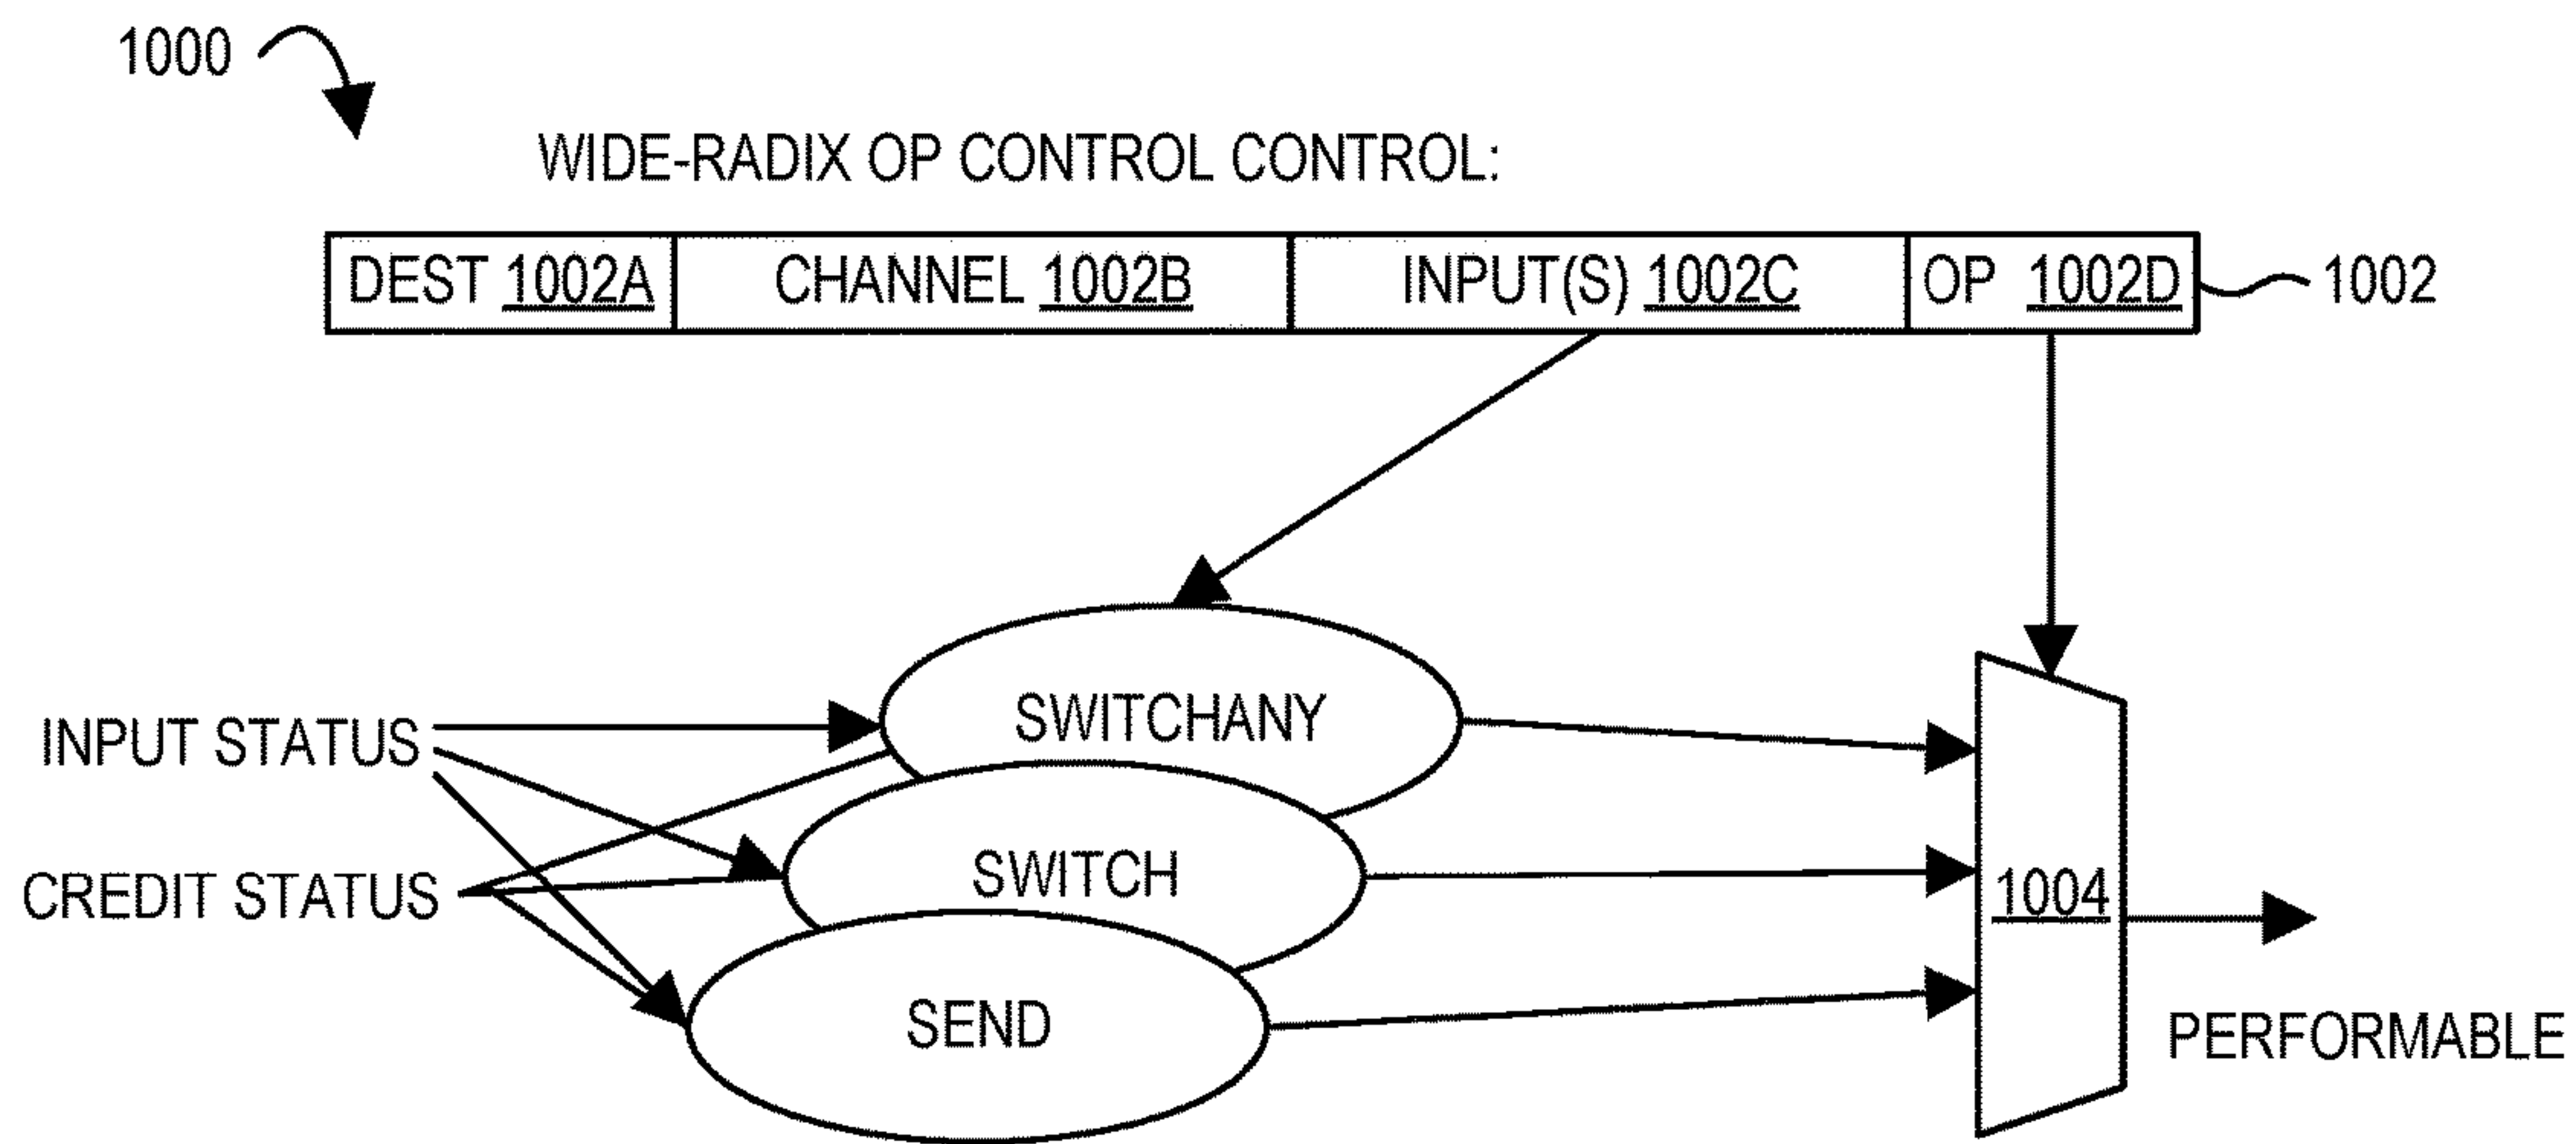 1000
WIDE-RADIX OP CONTROL CONTROL:
DEST 1002A CHANNEL 1002B INPUT(S) 1002C OP 1002D 1002
SWITCHANY
INPUT STATUS
SWITCH
CREDIT STATUS
1004
SEND
PERFORMABLE